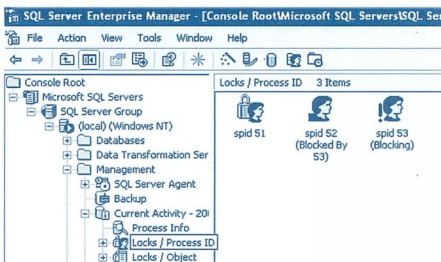 SQL Server Enterprise Manager - [Console Root\Microsoft SQL Servers\SQL Ser
File Action View Tools Window Help
Console Root
Microsoft SQL Servers
SQL Server Group
(local) (Windows NT)
Databases
Data Transformation Ser
Management
SQL Server Agent
Backup
Current Activity - 20
Process Info
Locks / Process ID
Locks / Object
Locks / Process ID 3 Items
spid 51
spid 52
(Blocked By
53)
spid 53
(Blocking)